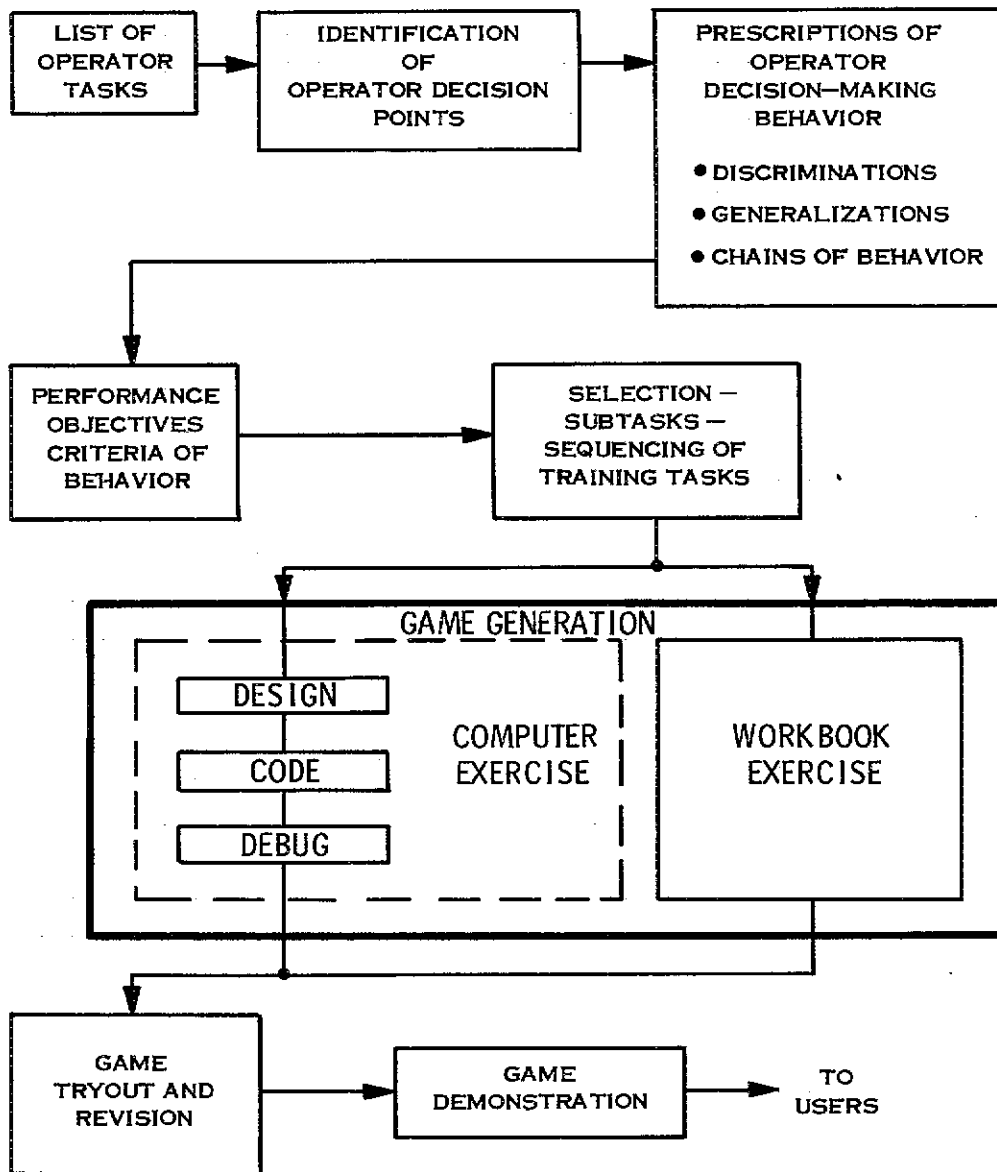 LIST OF
OPERATOR
TASKS
IDENTIFICATION
OF
OPERATOR DECISION
POINTS
PRESCRIPTIONS OF
OPERATOR
DECISION—MAKING
BEHAVIOR
• DISCRIMINATIONS
• GENERALIZATIONS
• CHAINS OF BEHAVIOR
PERFORMANCE
OBJECTIVES
CRITERIA OF
BEHAVIOR
SELECTION —
SUBTASKS —
SEQUENCING OF
TRAINING TASKS
GAME GENERATION
DESIGN
CODE
DEBUG
COMPUTER
EXERCISE
WORKBOOK
EXERCISE
GAME
TRYOUT AND
REVISION
GAME
DEMONSTRATION
TO
USERS